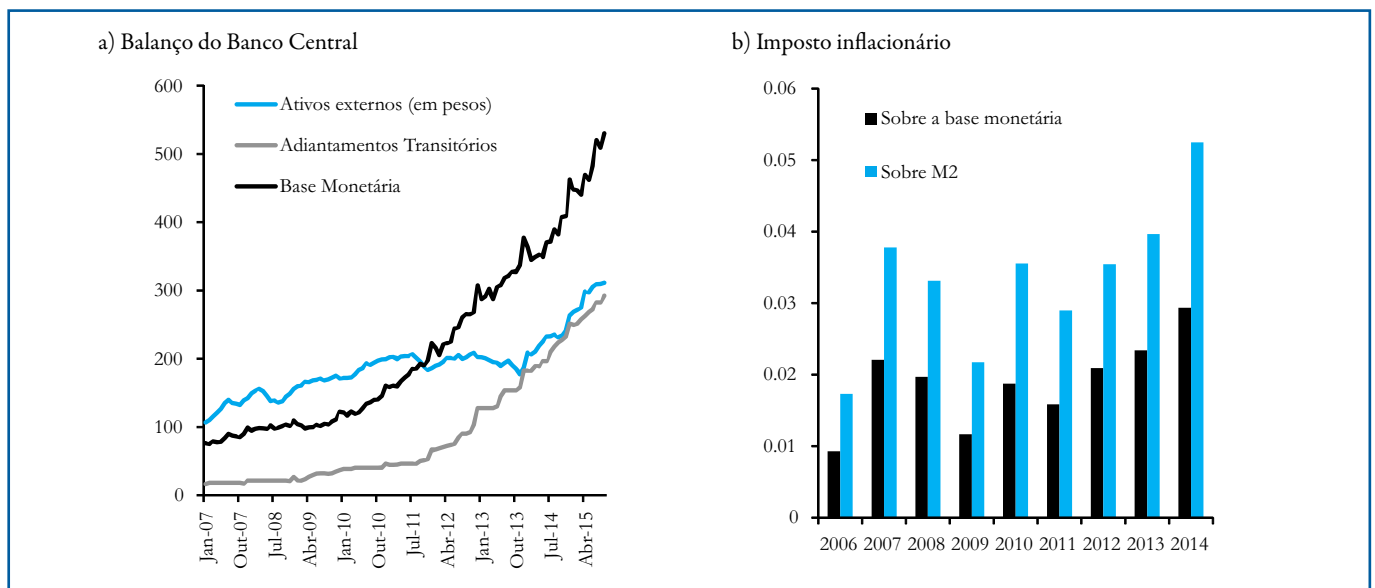 a) Balanço do Banco Central
600
500
400
300
200
100
0
Ativos externos (em pesos)
Adiantamentos Transitórios
Base Monetária
Jan-07
Out-07
Jul-08
Abr-09
Jan-10
Out-10
Jul-11
Abr-12
Jan-13
Out-13
Jul-14
Abr-15
b) Imposto inflacionário
0.06
0.05
0.04
0.03
0.02
0.01
0
Sobre a base monetária
Sobre M2
2006 2007 2008 2009 2010 2011 2012 2013 2014